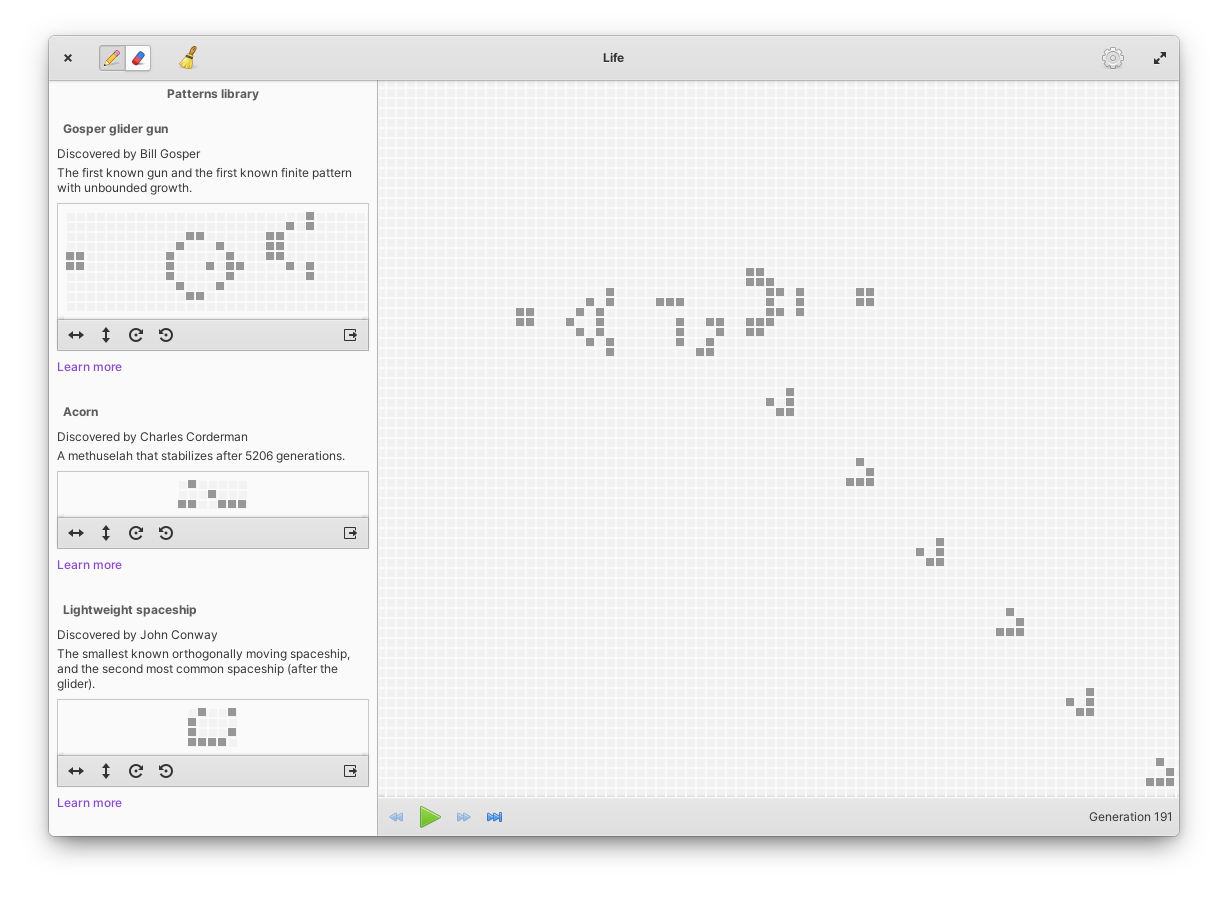 Life
Patterns library
Gosper glider gun
Discovered by Bill Gosper
The first known gun and the first known finite pattern
with unbounded growth.
Learn more
Acorn
Discovered by Charles Corderman
A methuselah that stabilizes after 5206 generations.
Learn more
Lightweight spaceship
Discovered by John Conway
The smallest known orthogonally moving spaceship,
and the second most common spaceship (after the
glider).
Learn more
Generation 191